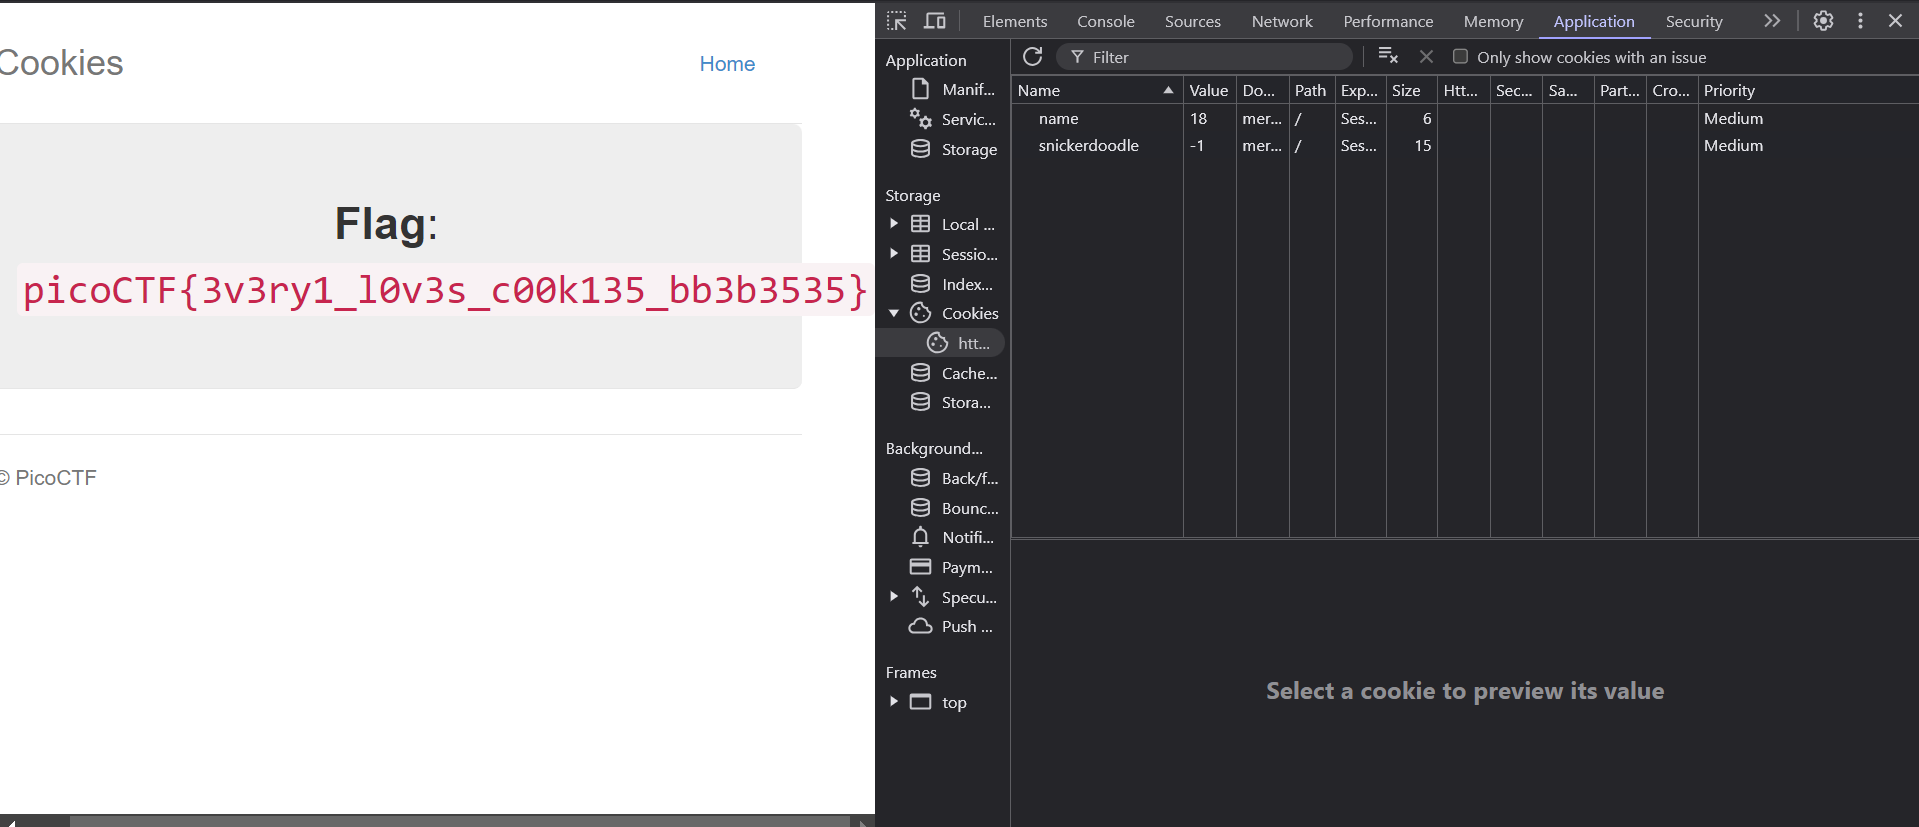 Cookies
Home
Flag:
picoCTF{3v3ry1_l0v3s_c00k135_bb3b3535}
© PicoCTF
Elements Console Sources Network Performance Memory Application Security
Application
Manif...
Servic...
Storage
Storage
Local ...
Sessio...
Index...
Cookies
htt...
Cache...
Stora...
Background...
Back/f...
Bounc...
Notifi...
Paym...
Specu...
Push ...
Frames
top
Filter
Only show cookies with an issue
Name Value Do... Path Exp... Size Htt... Sec... Sa... Part... Cro... Priority
name 18 mer... / Ses... 6 Medium
snickerdoodle -1 mer... / Ses... 15 Medium
Select a cookie to preview its value